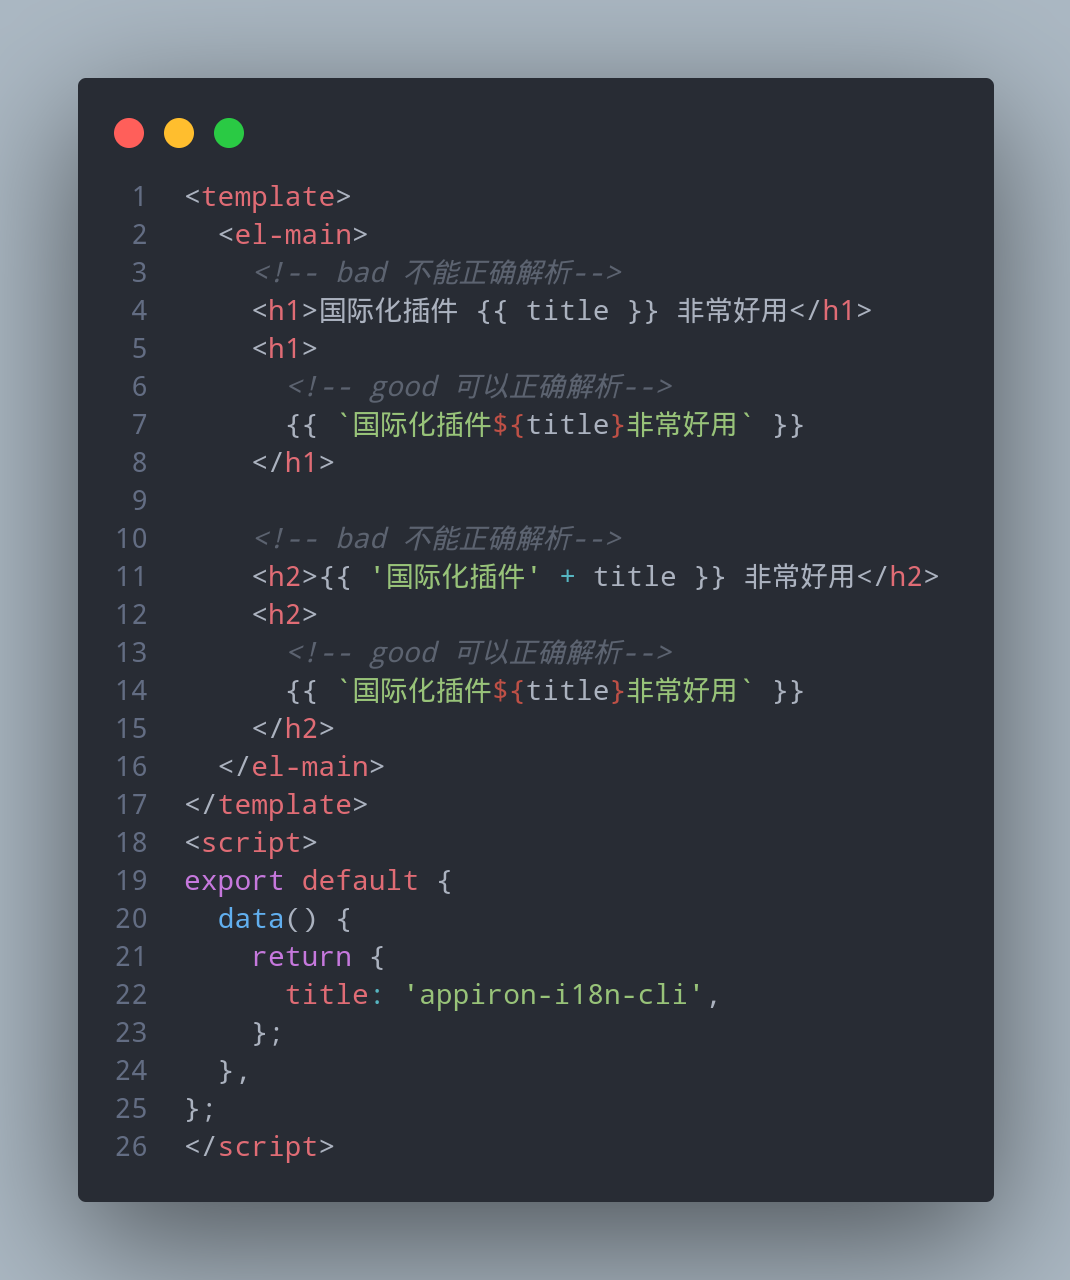 1 <template>
2   <el-main>
3     <!-- bad 不能正确解析-->
4     <h1>国际化插件 {{ title }} 非常好用</h1>
5     <h1>
6       <!-- good 可以正确解析-->
7       {{ `国际化插件${title}非常好用` }}
8     </h1>
9
10     <!-- bad 不能正确解析-->
11     <h2>{{ '国际化插件' + title }} 非常好用</h2>
12     <h2>
13       <!-- good 可以正确解析-->
14       {{ `国际化插件${title}非常好用` }}
15     </h2>
16   </el-main>
17 </template>
18 <script>
19 export default {
20   data() {
21     return {
22       title: 'appiron-i18n-cli',
23     };
24   },
25 };
26 </script>